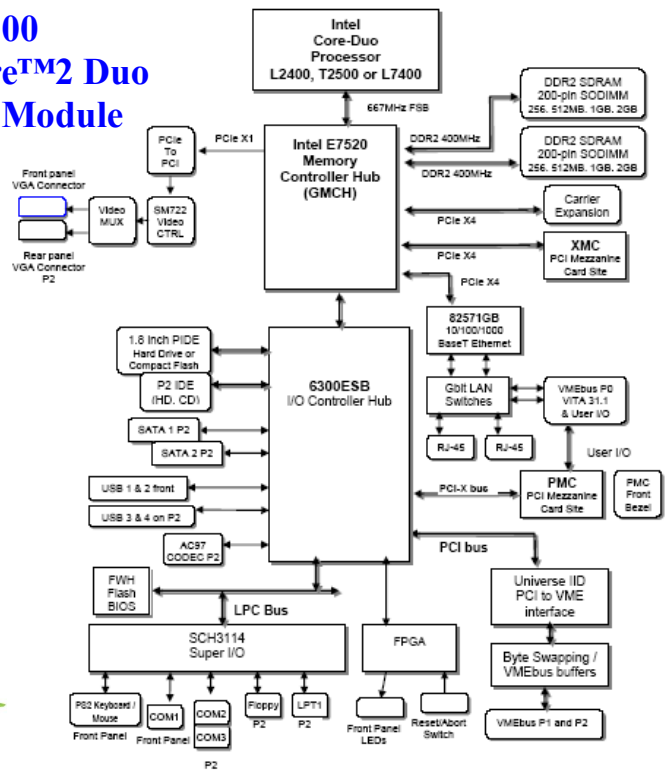 00
re™2 Duo
Module
Intel
Core-Duo
Processor
L2400, T2500 or L7400
667MHz FSB
Intel E7520
Memory
Controller Hub
(GMCH)
PCIe X1
PCIe
To
PCI
SM722
Video
CTRL
Video
MUX
Front panel
VGA Connector
Rear panel
VGA Connector
P2
DDR2 400MHz
DDR2 SDRAM
200-pin SODIMM
256, 512MB, 1GB, 2GB
DDR2 400MHz
DDR2 SDRAM
200-pin SODIMM
256, 512MB, 1GB, 2GB
PCIe X4
Carrier
Expansion
PCIe X4
XMC
PCI Mezzanine
Card Site
PCIe X4
82571GB
10/100/1000
BaseT Ethernet
Gbit LAN
Switches
RJ-45
RJ-45
VMEbus P0
VITA 31.1
& User I/O
User I/O
6300ESB
I/O Controller Hub
1.8 Inch PIDE
Hard Drive or
Compact Flash
P2 IDE
(HD, CD)
SATA 1 P2
SATA 2 P2
USB 1 & 2 front
USB 3 & 4 on P2
AC97
CODEC P2
PCI-X bus
PMC
PCI Mezzanine
Card Site
PMC
Front
Bezel
PCI bus
Universe IID
PCI to VME
interface
Byte Swapping /
VMEbus buffers
VMEbus P1 and P2
FWH
Flash
BIOS
LPC Bus
SCH3114
Super I/O
FPGA
PS2 Keyboard /
Mouse
Front Panel
COM1
Front Panel
COM2
COM3
P2
Floppy
P2
LPT1
P2
Front Panel
LEDs
Reset/Abort
Switch